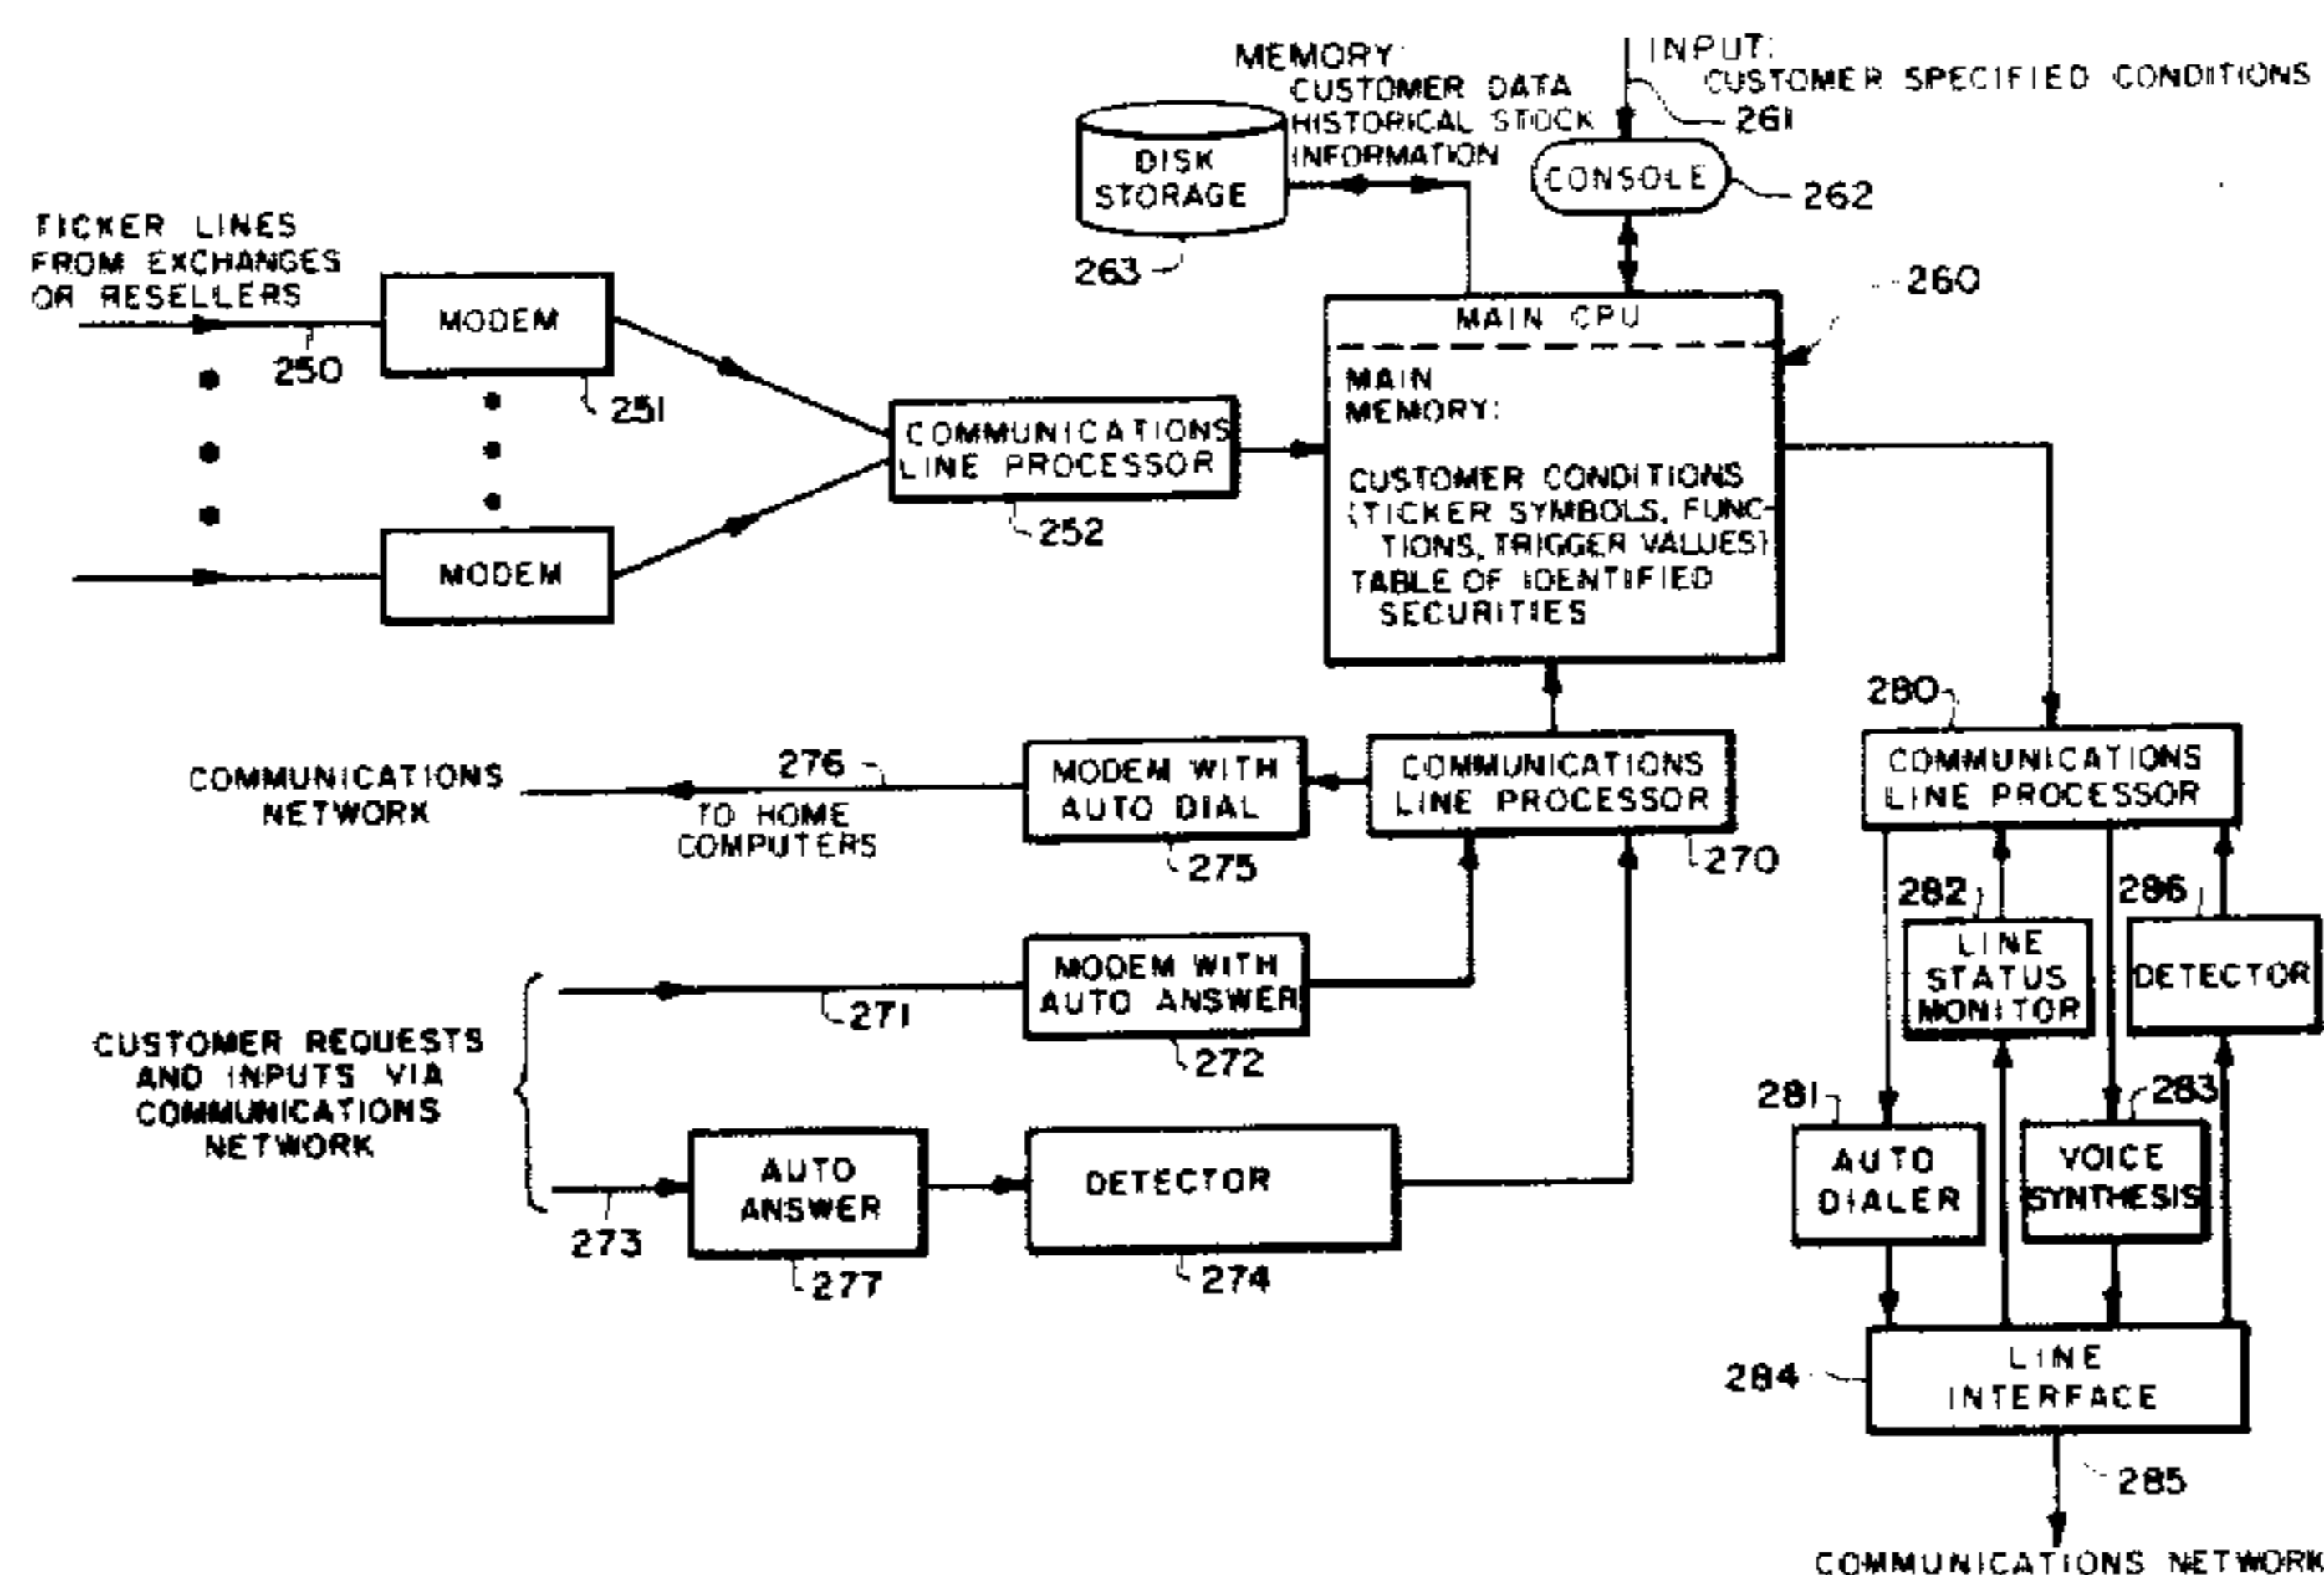 MEMORY:
CUSTOMER DATA
HISTORICAL STOCK
INFORMATION
INPUT:
CUSTOMER SPECIFIED CONDITIONS
261
DISK
STORAGE
263
CONSOLE
262
TICKER LINES
FROM EXCHANGES
OR RESELLERS
250
MODEM
251
MODEM
COMMUNICATIONS
LINE PROCESSOR
252
260
MAIN CPU
MAIN
MEMORY:
CUSTOMER CONDITIONS
(TICKER SYMBOLS, FUNC-
TIONS, TRIGGER VALUES)
TABLE OF IDENTIFIED
SECURITIES
COMMUNICATIONS
NETWORK
276
TO HOME
COMPUTERS
MODEM WITH
AUTO DIAL
275
COMMUNICATIONS
LINE PROCESSOR
270
280
COMMUNICATIONS
LINE PROCESSOR
CUSTOMER REQUESTS
AND INPUTS VIA
COMMUNICATIONS
NETWORK
271
MODEM WITH
AUTO ANSWER
272
273
AUTO
ANSWER
277
DETECTOR
274
282
LINE
STATUS
MONITOR
286
DETECTOR
281
AUTO
DIALER
283
VOICE
SYNTHESIS
284
LINE
INTERFACE
285
COMMUNICATIONS NETWORK